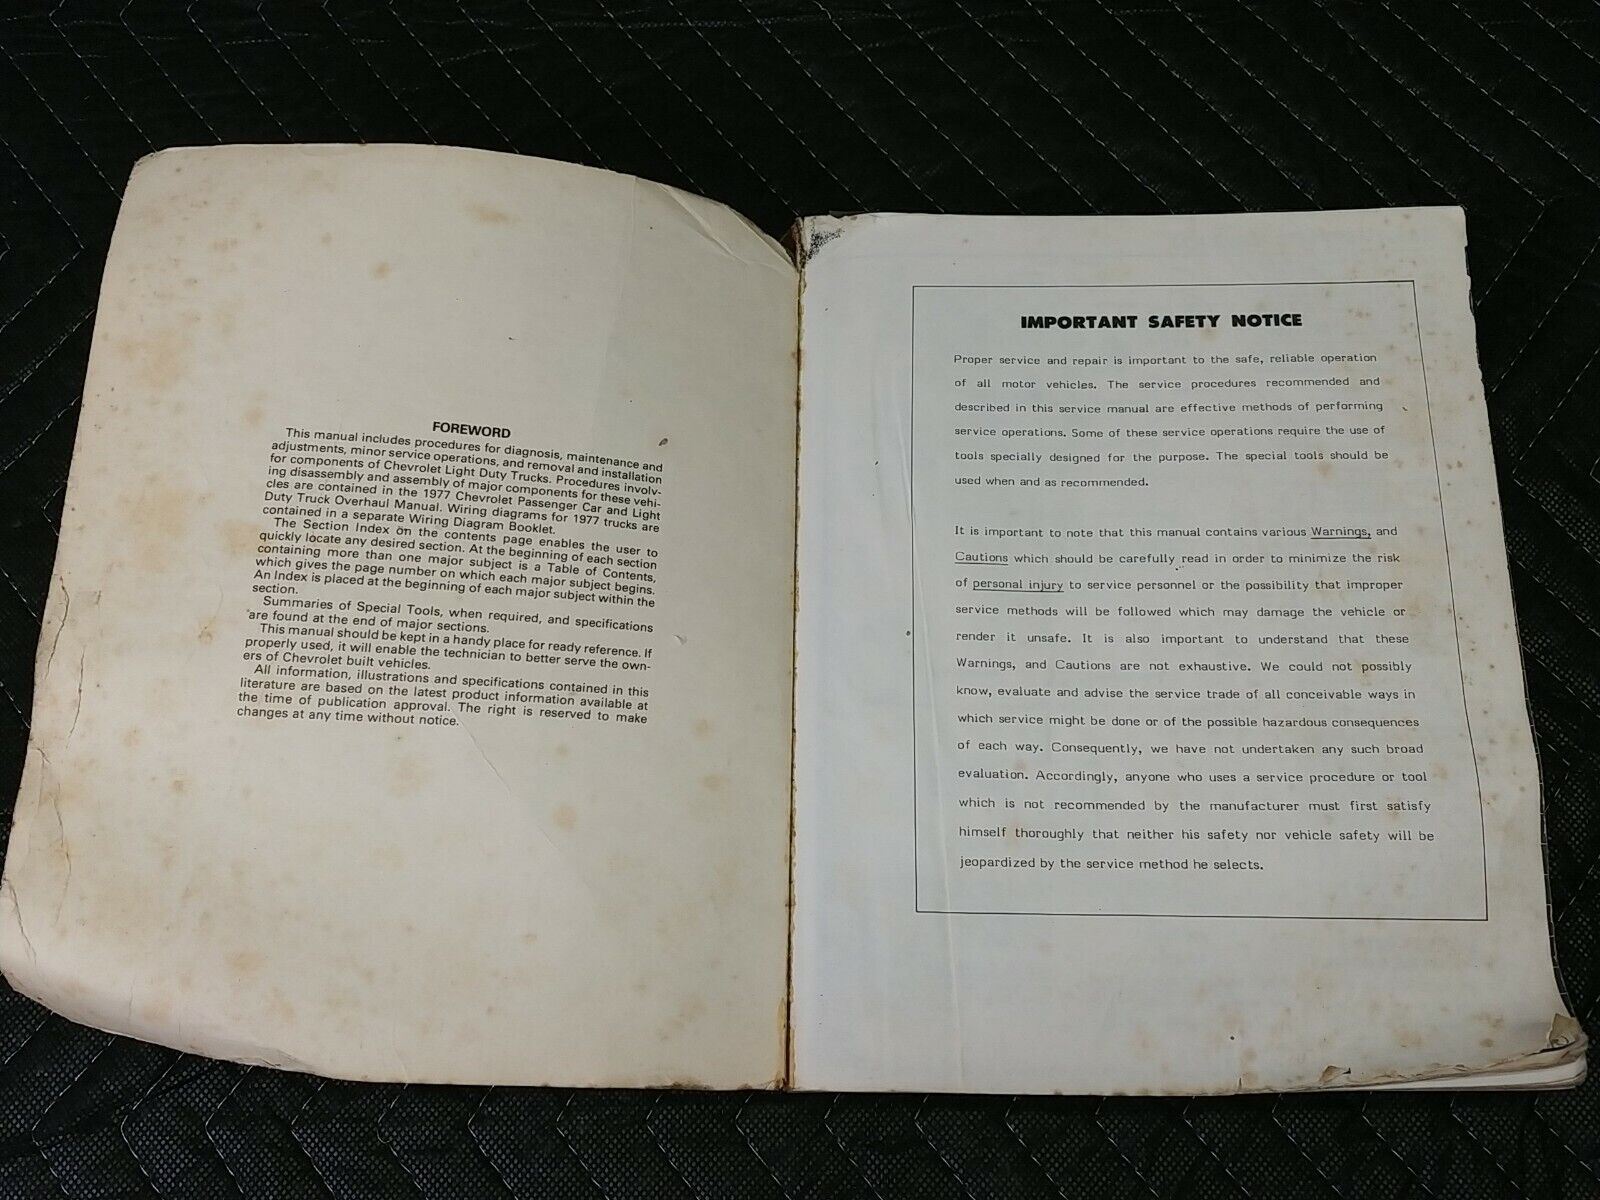 FOREWORD
This manual includes procedures for diagnosis, maintenance and
adjustments, minor service operations, and removal and installation
for components of Chevrolet Light Duty Trucks. Procedures involv-
ing disassembly and assembly of major components for these vehi-
cles are contained in the 1977 Chevrolet Passenger Car and Light
Duty Truck Overhaul Manual. Wiring diagrams for 1977 trucks are
contained in a separate Wiring Diagram Booklet.
The Section Index on the contents page enables the user to
quickly locate any desired section. At the beginning of each section
containing more than one major subject is a Table of Contents,
which gives the page number on which each major subject begins.
An Index is placed at the beginning of each major subject within the
section.
Summaries of Special Tools, when required, and specifications
are found at the end of major sections.
This manual should be kept in a handy place for ready reference. If
properly used, it will enable the technician to better serve the own-
ers of Chevrolet built vehicles.
All information, illustrations and specifications contained in this
literature are based on the latest product information available at
the time of publication approval. The right is reserved to make
changes at any time without notice.
IMPORTANT SAFETY NOTICE
Proper service and repair is important to the safe, reliable operation
of all motor vehicles. The service procedures recommended and
described in this service manual are effective methods of performing
service operations. Some of these service operations require the use of
tools specially designed for the purpose. The special tools should be
used when and as recommended.
It is important to note that this manual contains various Warnings, and
Cautions which should be carefully read in order to minimize the risk
of personal injury to service personnel or the possibility that improper
service methods will be followed which may damage the vehicle or
render it unsafe. It is also important to understand that these
Warnings, and Cautions are not exhaustive. We could not possibly
know, evaluate and advise the service trade of all conceivable ways in
which service might be done or of the possible hazardous consequences
of each way. Consequently, we have not undertaken any such broad
evaluation. Accordingly, anyone who uses a service procedure or tool
which is not recommended by the manufacturer must first satisfy
himself thoroughly that neither his safety nor vehicle safety will be
jeopardized by the service method he selects.